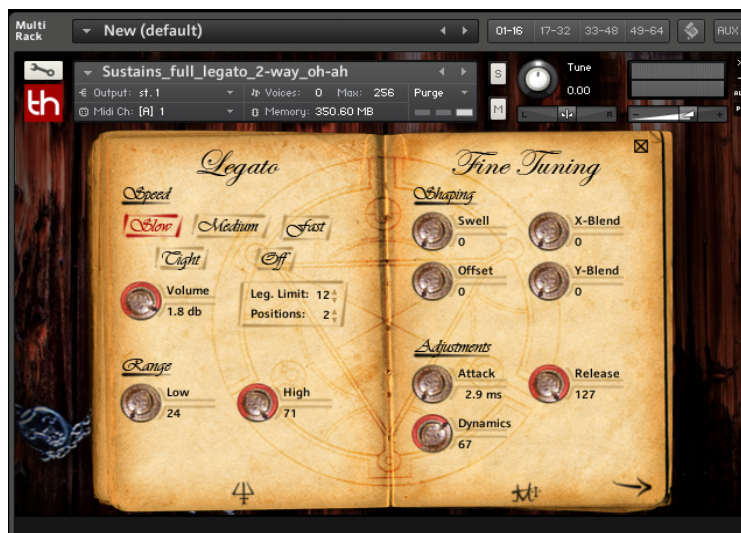 Multi
Rack
New (default)
01-16 17-32 33-48 49-64
AUX
th
Sustains_full_legato_2-way_oh-ah
Output: st. 1
Voices: 0 Max: 256
Purge
Midi Ch: [A] 1
Memory: 350.60 MB
S
M
Tune
0.00
L R
Legato
Speed
Slow Medium Fast
Tight Off
Volume
1.8 db
Leg. Limit: 12
Positions: 2
Range
Low
24
High
71
Fine Tuning
Shaping
Swell
0
X-Blend
0
Offset
0
Y-Blend
0
Adjustments
Attack
2.9 ms
Release
127
Dynamics
67